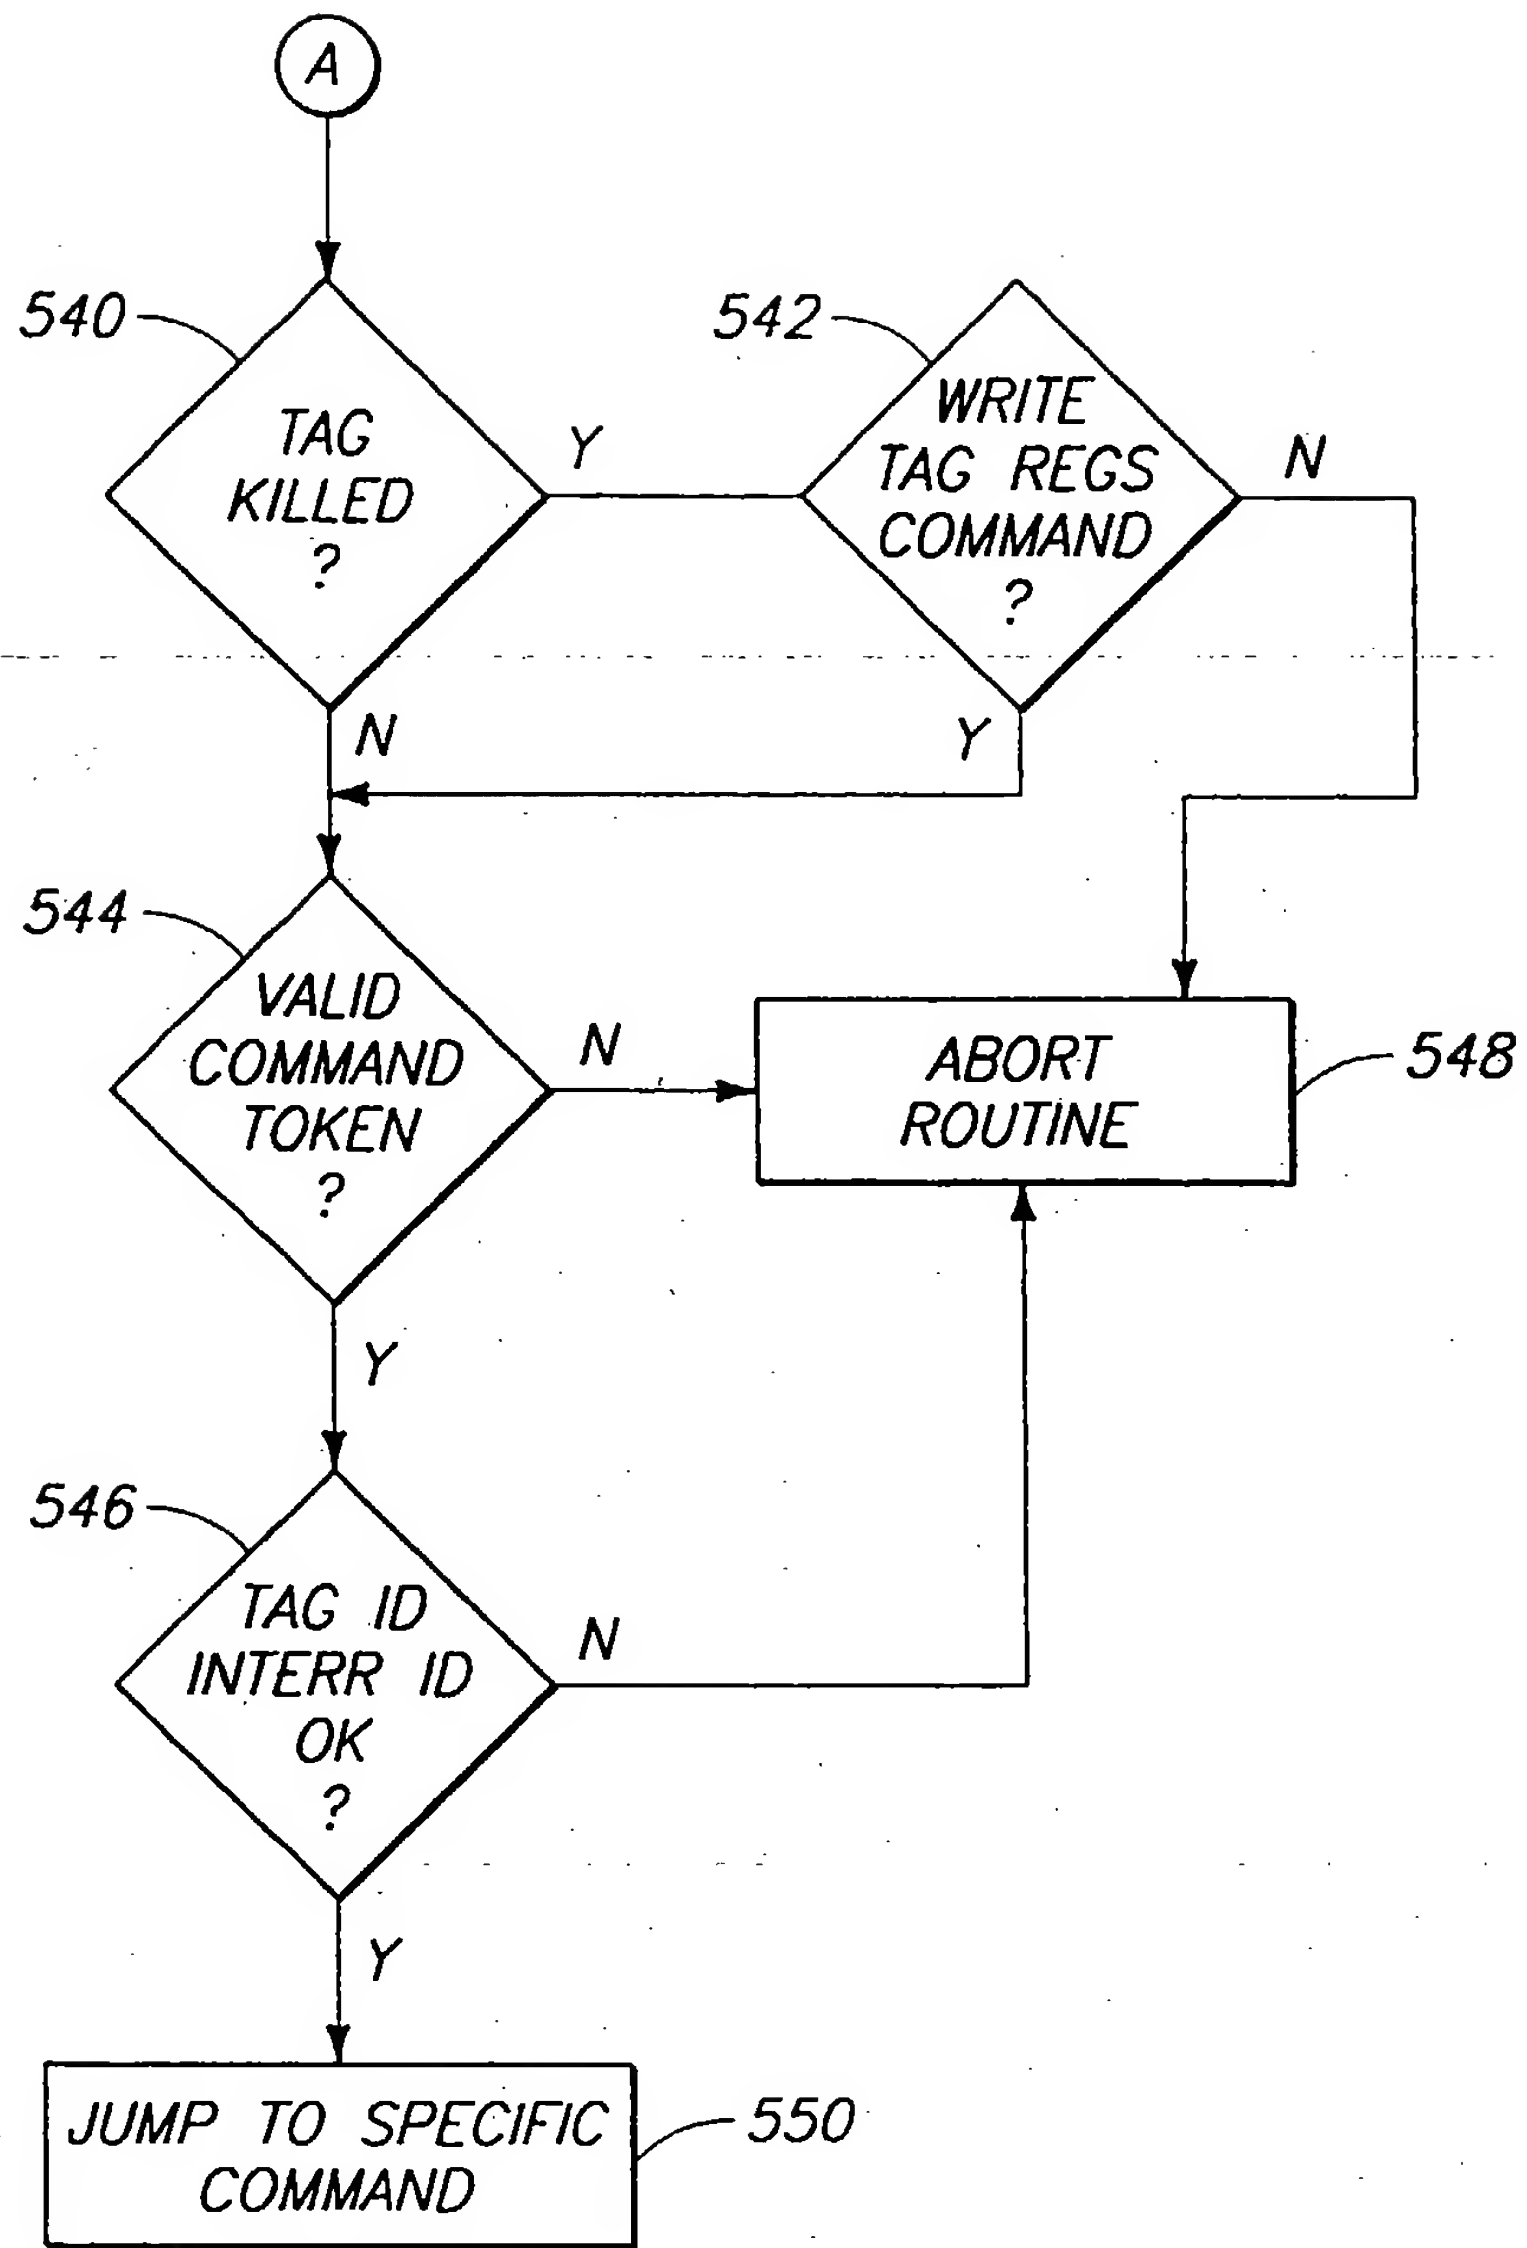 A
540
TAG
KILLED
?
Y
N
542
WRITE
TAG REGS
COMMAND
?
N
Y
544
VALID
COMMAND
TOKEN
?
N
Y
ABORT
ROUTINE
548
546
TAG ID
INTERR ID
OK
?
N
Y
JUMP TO SPECIFIC
COMMAND
550